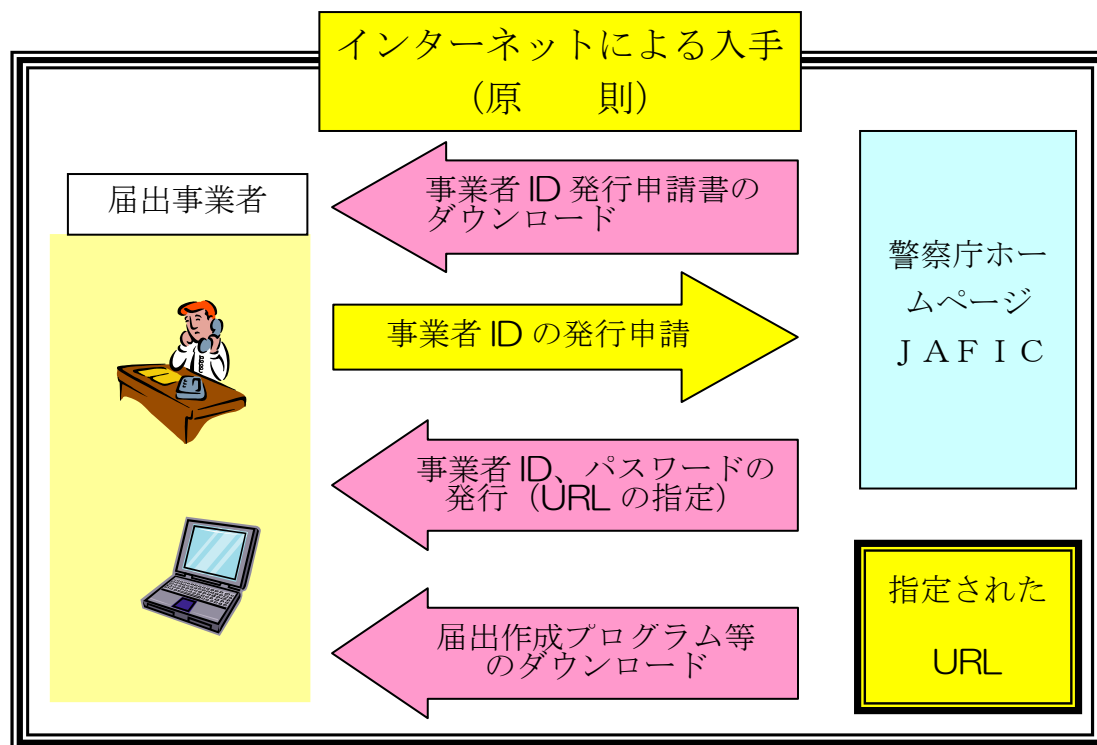 インターネットによる入手
（原　　則）
届出事業者
事業者 ID 発行申請書の
ダウンロード
事業者 ID の発行申請
事業者 ID、パスワードの
発行（URL の指定）
届出作成プログラム等
のダウンロード
警察庁ホー
ムページ
ＪＡＦＩＣ
指定された
URL